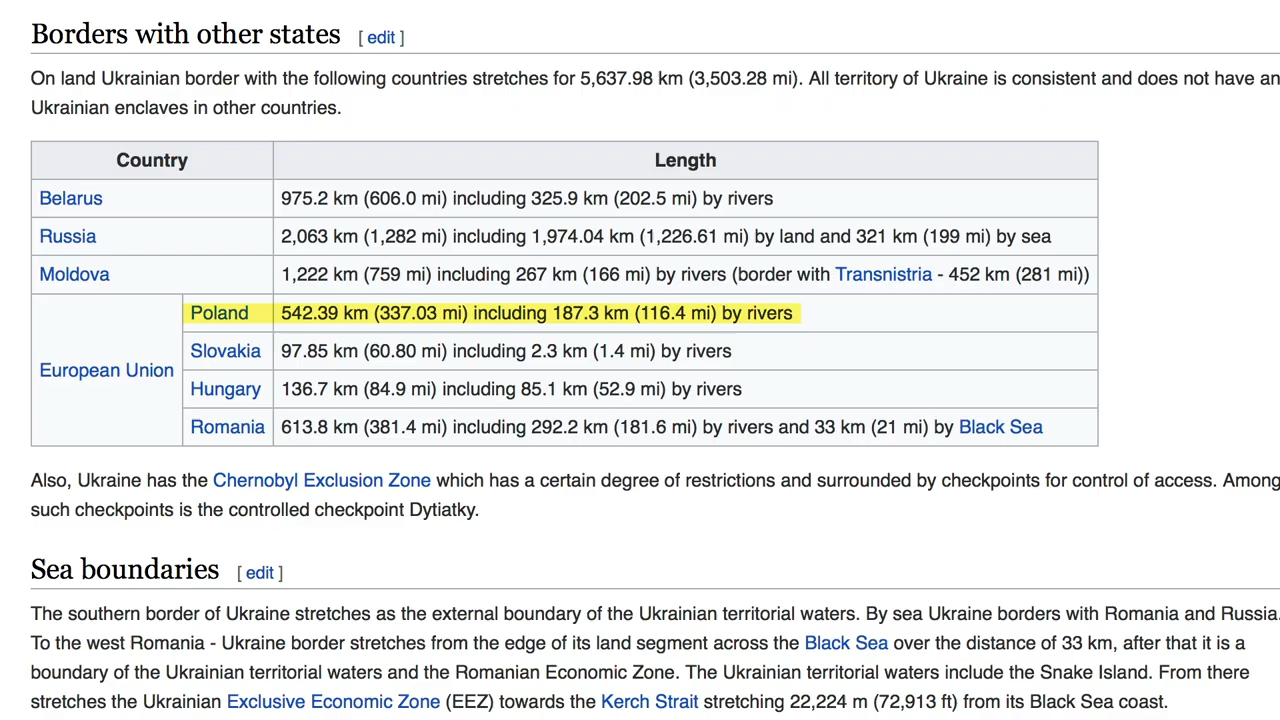 Borders with other states [ edit ]
On land Ukrainian border with the following countries stretches for 5,637.98 km (3,503.28 mi). All territory of Ukraine is consistent and does not have
Ukrainian enclaves in other countries.
Country Length
Belarus 975.2 km (606.0 mi) including 325.9 km (202.5 mi) by rivers
Russia 2,063 km (1,282 mi) including 1,974.04 km (1,226.61 mi) by land and 321 km (199 mi) by sea
Moldova 1,222 km (759 mi) including 267 km (166 mi) by rivers (border with Transnistria - 452 km (281 mi))
European Union
Poland 542.39 km (337.03 mi) including 187.3 km (116.4 mi) by rivers
Slovakia 97.85 km (60.80 mi) including 2.3 km (1.4 mi) by rivers
Hungary 136.7 km (84.9 mi) including 85.1 km (52.9 mi) by rivers
Romania 613.8 km (381.4 mi) including 292.2 km (181.6 mi) by rivers and 33 km (21 mi) by Black Sea
Also, Ukraine has the Chernobyl Exclusion Zone which has a certain degree of restrictions and surrounded by checkpoints for control of access. Among
such checkpoints is the controlled checkpoint Dytiatky.
Sea boundaries [ edit ]
The southern border of Ukraine stretches as the external boundary of the Ukrainian territorial waters. By sea Ukraine borders with Romania and Russia.
To the west Romania - Ukraine border stretches from the edge of its land segment across the Black Sea over the distance of 33 km, after that it is a
boundary of the Ukrainian territorial waters and the Romanian Economic Zone. The Ukrainian territorial waters include the Snake Island. From there
stretches the Ukrainian Exclusive Economic Zone (EEZ) towards the Kerch Strait stretching 22,224 m (72,913 ft) from its Black Sea coast.